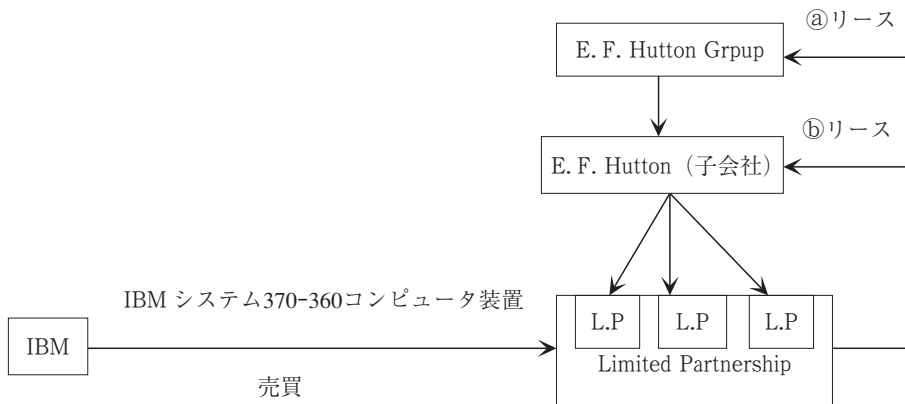 ⓐリース
E. F. Hutton Grpup
ⓑリース
E. F. Hutton（子会社）
IBM システム370-360コンピュータ装置
L.P L.P L.P
IBM
Limited Partnership
売買